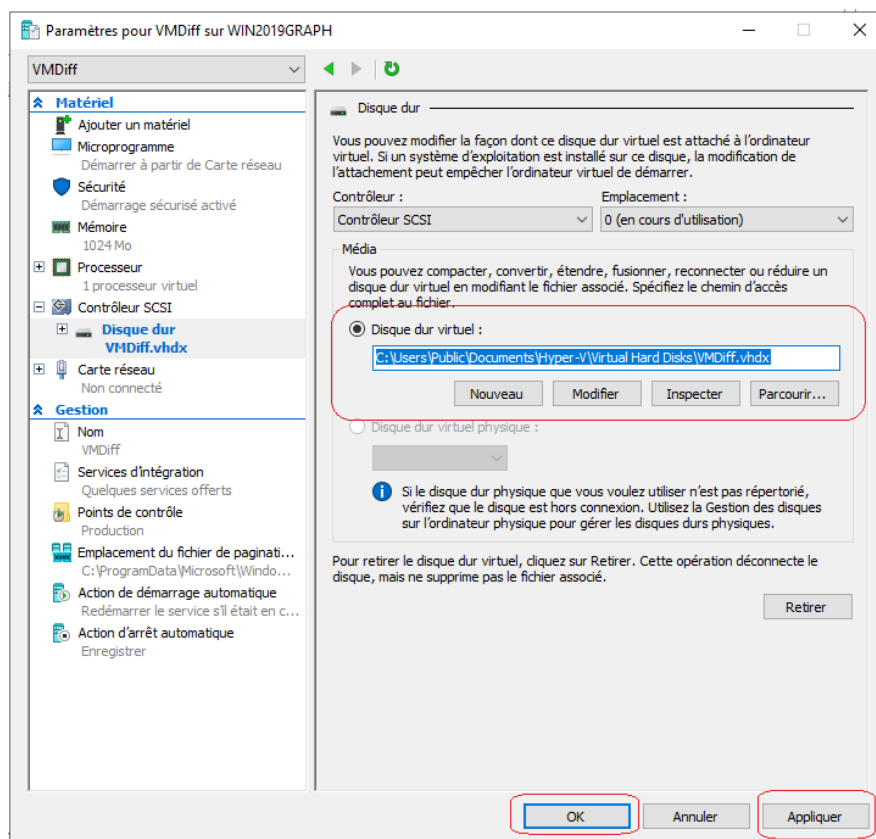 Paramètres pour VMDiff sur WIN2019GRAPH
VMDiff
Matériel
Ajouter un matériel
Microprogramme
Démarrer à partir de Carte réseau
Sécurité
Démarrage sécurisé activé
Mémoire
1024 Mo
Processeur
1 processeur virtuel
Contrôleur SCSI
Disque dur
VMDiff.vhdx
Carte réseau
Non connecté
Gestion
Nom
VMDiff
Services d'intégration
Quelques services offerts
Points de contrôle
Production
Emplacement du fichier de paginati...
C:\ProgramData\Microsoft\Windo...
Action de démarrage automatique
Redémarrer le service s'il était en c...
Action d'arrêt automatique
Enregistrer
Disque dur
Vous pouvez modifier la façon dont ce disque dur virtuel est attaché à l'ordinateur
virtuel. Si un système d'exploitation est installé sur ce disque, la modification de
l'attachement peut empêcher l'ordinateur virtuel de démarrer.
Contrôleur :
Emplacement :
Contrôleur SCSI
0 (en cours d'utilisation)
Média
Vous pouvez compacter, convertir, étendre, fusionner, reconnecter ou réduire un
disque dur virtuel en modifiant le fichier associé. Spécifiez le chemin d'accès
complet au fichier.
Disque dur virtuel :
C:\Users\Public\Documents\Hyper-V\Virtual Hard Disks\VMDiff.vhdx
Nouveau
Modifier
Inspecter
Parcourir...
Disque dur virtuel physique :
Si le disque dur physique que vous voulez utiliser n'est pas répertorié,
vérifiez que le disque est hors connexion. Utilisez la Gestion des disques
sur l'ordinateur physique pour gérer les disques durs physiques.
Pour retirer le disque dur virtuel, cliquez sur Retirer. Cette opération déconnecte le
disque, mais ne supprime pas le fichier associé.
Retirer
OK
Annuler
Appliquer